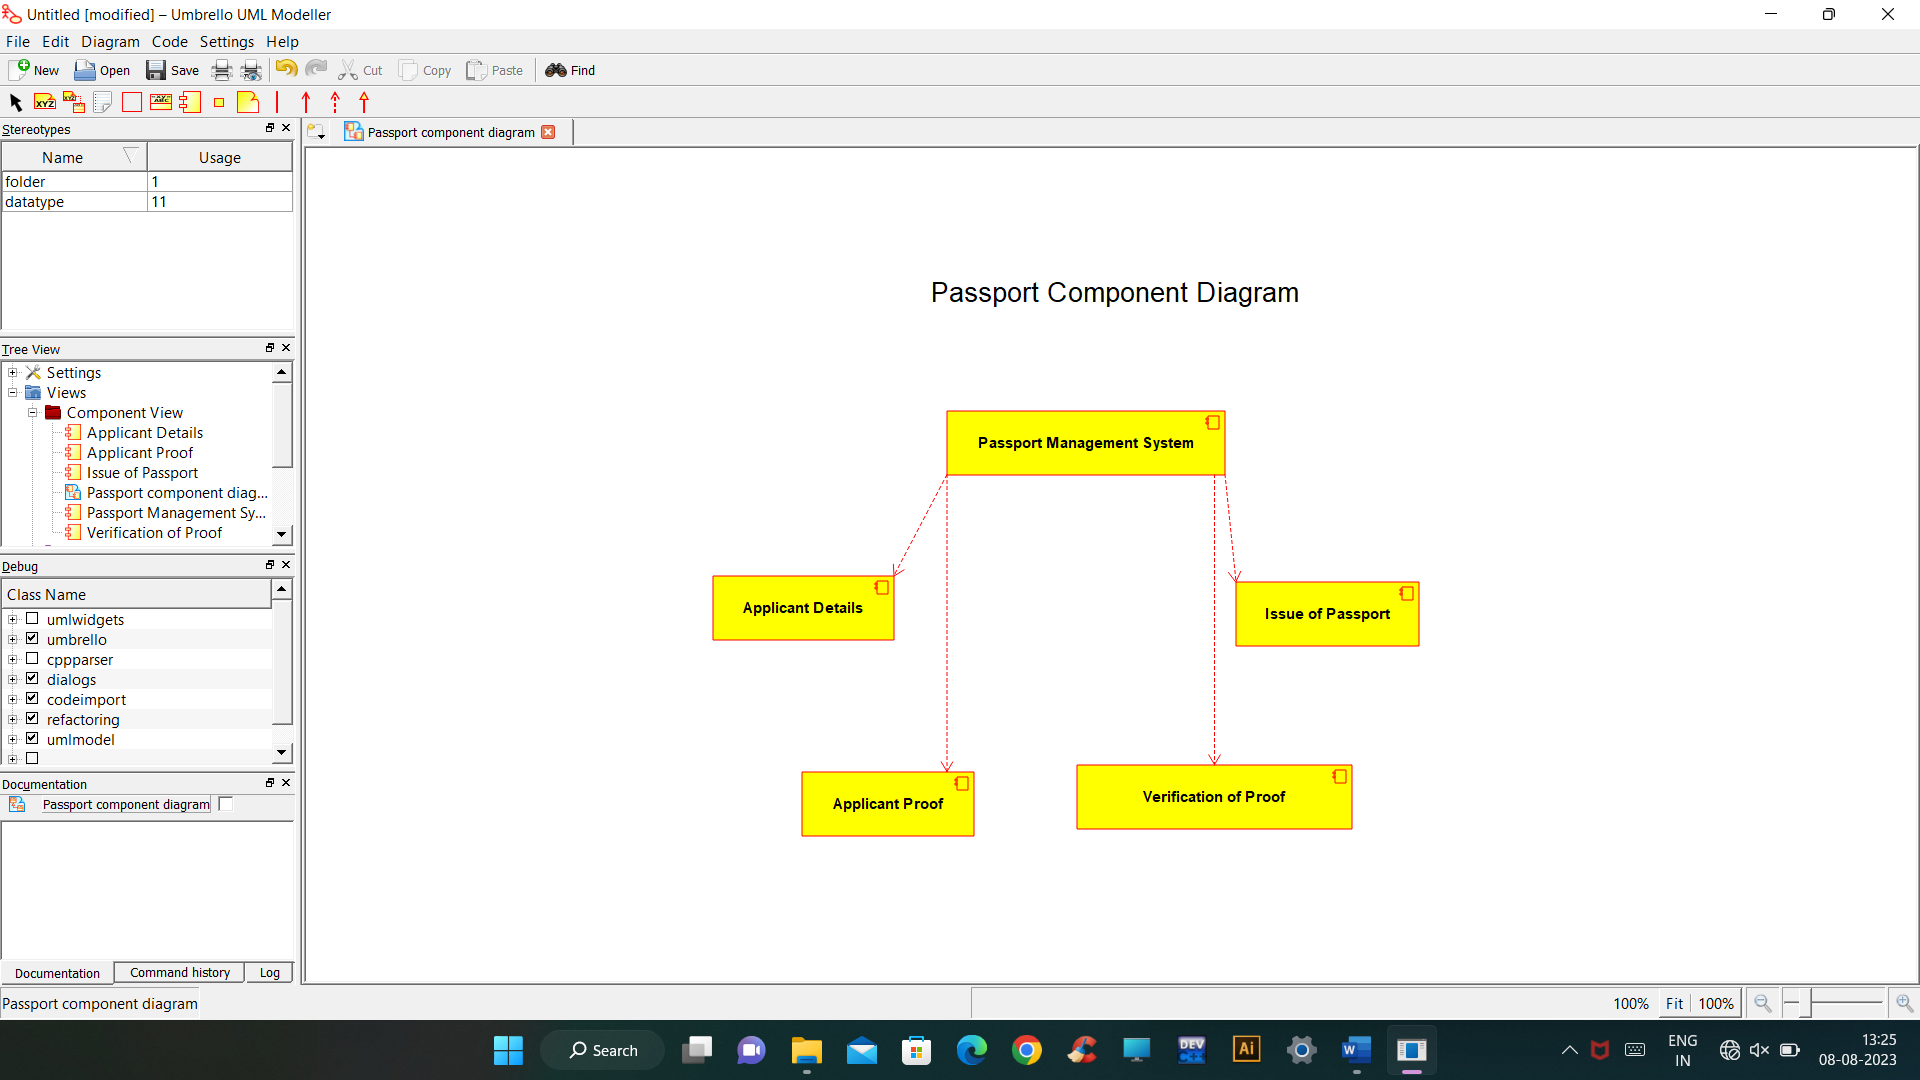 Untitled [modified] – Umbrello UML Modeller
File Edit Diagram Code Settings Help
New Open Save Cut Copy Paste Find
Stereotypes
Name Usage
folder 1
datatype 11
Tree View
Settings
Views
Component View
Applicant Details
Applicant Proof
Issue of Passport
Passport component diag...
Passport Management Sy...
Verification of Proof
Debug
Class Name
umlwidgets
umbrello
cppparser
dialogs
codeimport
refactoring
umlmodel
Documentation
Passport component diagram
Documentation Command history Log
Passport component diagram
Passport component diagram
Passport Component Diagram
Passport Management System
Applicant Details
Issue of Passport
Applicant Proof
Verification of Proof
100% Fit 100%
Search
DEV
C++
Ai
W
ENG
IN
13:25
08-08-2023